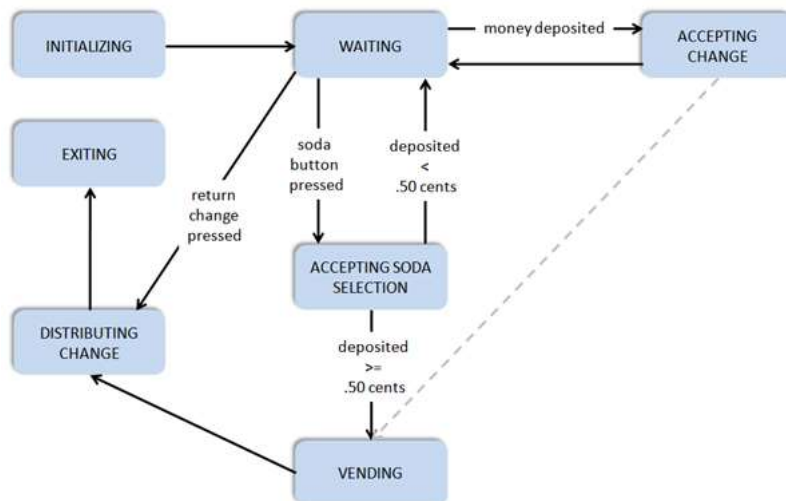 INITIALIZING
WAITING
money deposited
ACCEPTING
CHANGE
EXITING
soda
button
pressed
deposited
<
.50 cents
return
change
pressed
ACCEPTING SODA
SELECTION
DISTRIBUTING
CHANGE
deposited
>=
.50 cents
VENDING